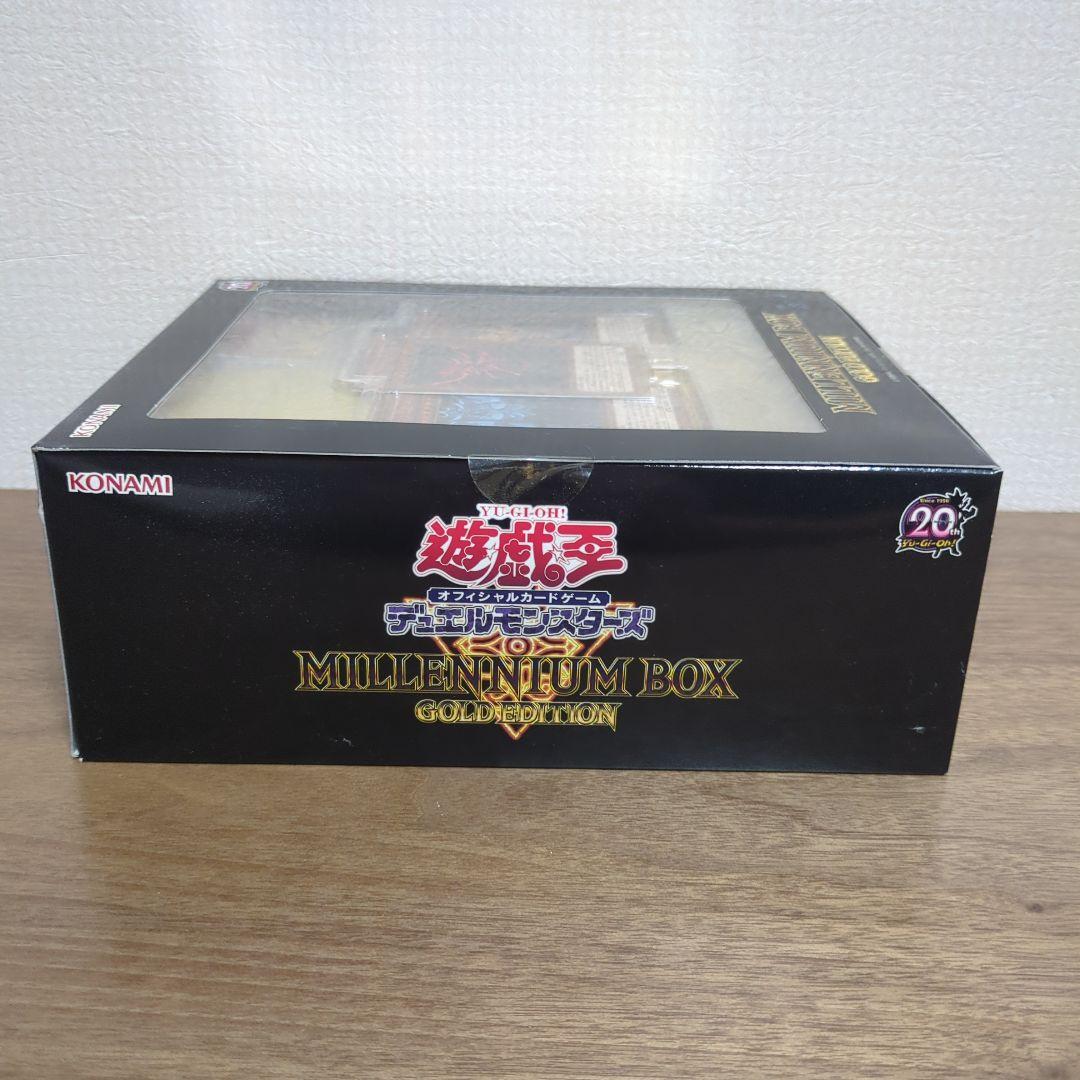 KONAMI
MILLENNIUM BOX
GOLD EDITION
KONAMI
YU-GI-OH!
遊戯王
オフィシャルカードゲーム
デュエルモンスターズ
MILLENNIUM BOX
GOLD EDITION
Since 1996
20th
Yu-Gi-Oh!